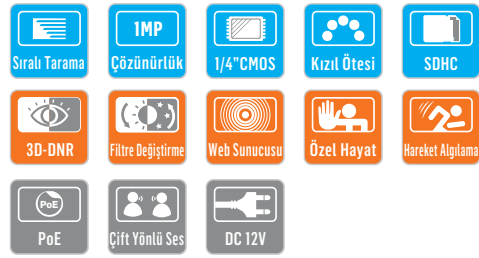 Sıralı Tarama
1MP
Çözünürlük
1/4"CMOS
Kızıl Ötesi
SDHC
3D-DNR
Filtre Değiştirme
Web Sunucusu
Özel Hayat
Hareket Algılama
PoE
PoE
Çift Yönlü Ses
DC 12V